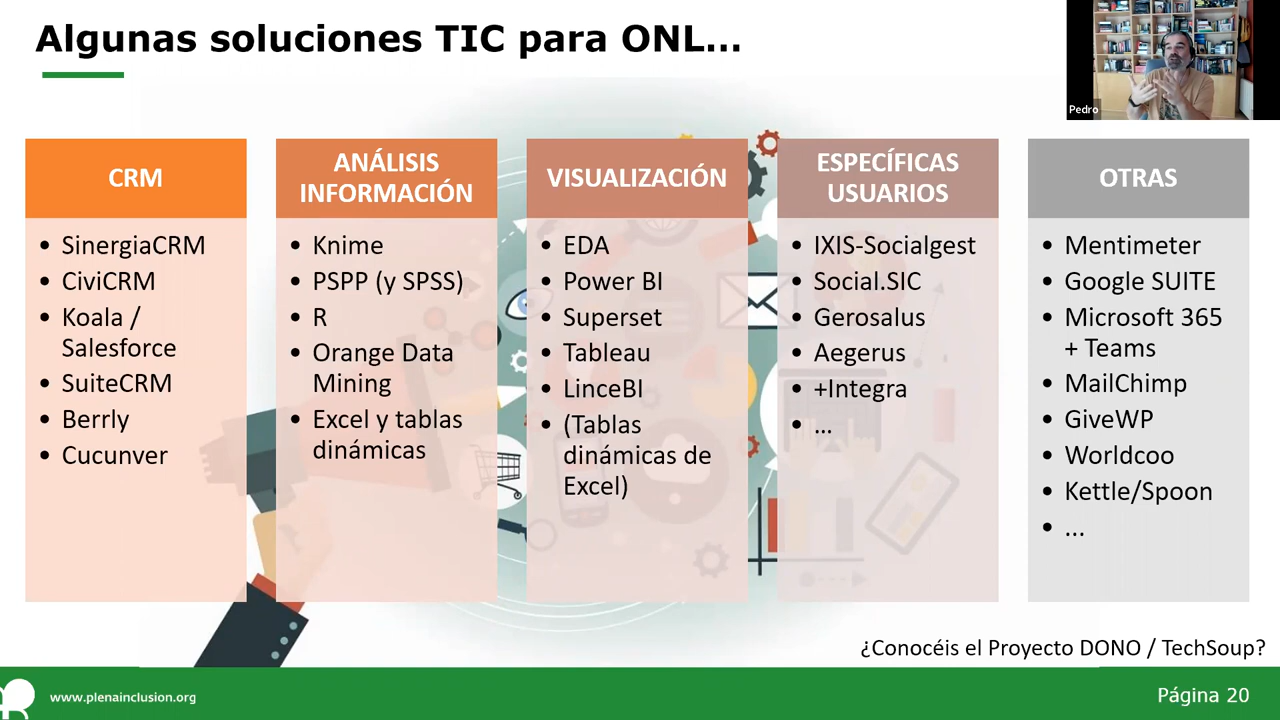 Algunas soluciones TIC para ONL...
Pedro
CRM
• SinergiaCRM
• CiviCRM
• Koala /
Salesforce
• SuiteCRM
• Berrly
• Cucunver
ANÁLISIS
INFORMACIÓN
• Knime
• PSPP (y SPSS)
• R
• Orange Data
Mining
• Excel y tablas
dinámicas
VISUALIZACIÓN
• EDA
• Power BI
• Superset
• Tableau
• LinceBI
• (Tablas
dinámicas de
Excel)
ESPECÍFICAS
USUARIOS
• IXIS-Socialgest
• Social.SIC
• Gerosalus
• Aegerus
• +Integra
• ...
OTRAS
• Mentimeter
• Google SUITE
• Microsoft 365
+ Teams
• MailChimp
• GiveWP
• Worldcoo
• Kettle/Spoon
• ...
¿Conocéis el Proyecto DONO / TechSoup?
www.plenainclusion.org
Página 20